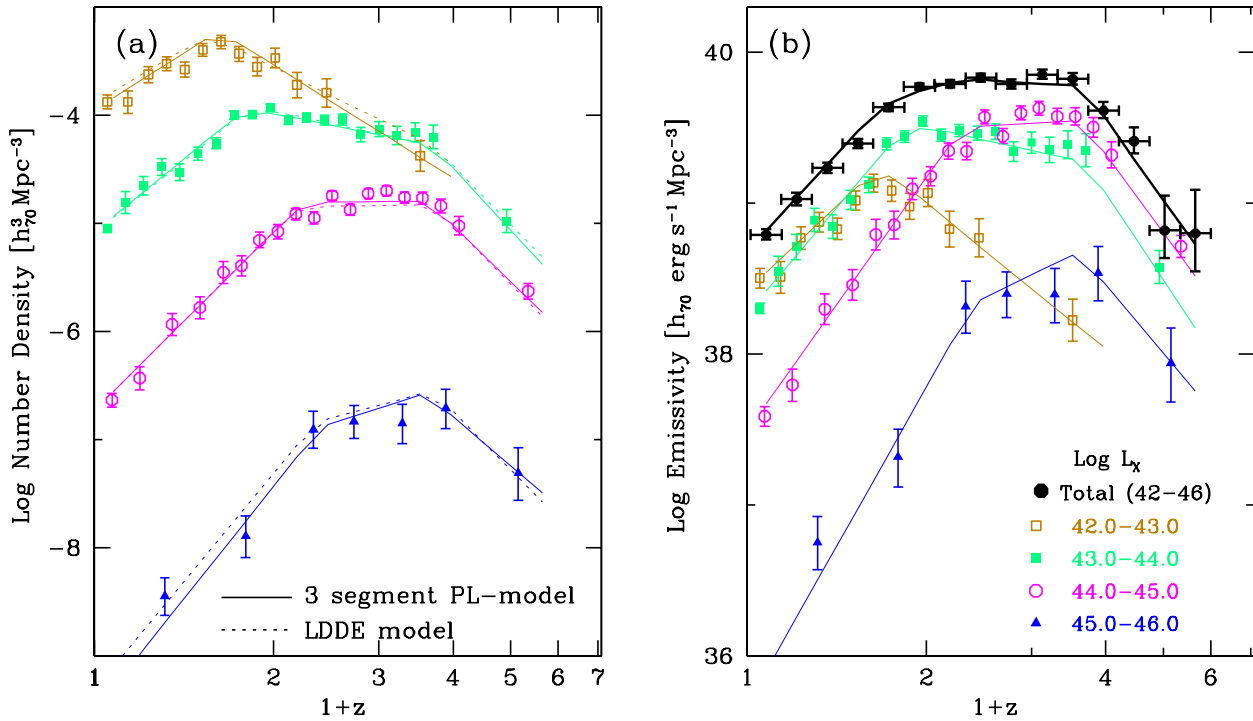 (a)
-4
-6
-8
Log Number Density [h³₇₀ Mpc⁻³]
3 segment PL-model
LDDE model
1 2 3 4 5 6 7
1+z
(b)
40
38
36
Log Emissivity [h₇₀ erg s⁻¹ Mpc⁻³]
Log Lₓ
Total (42-46)
42.0-43.0
43.0-44.0
44.0-45.0
45.0-46.0
1 2 4 6
1+z